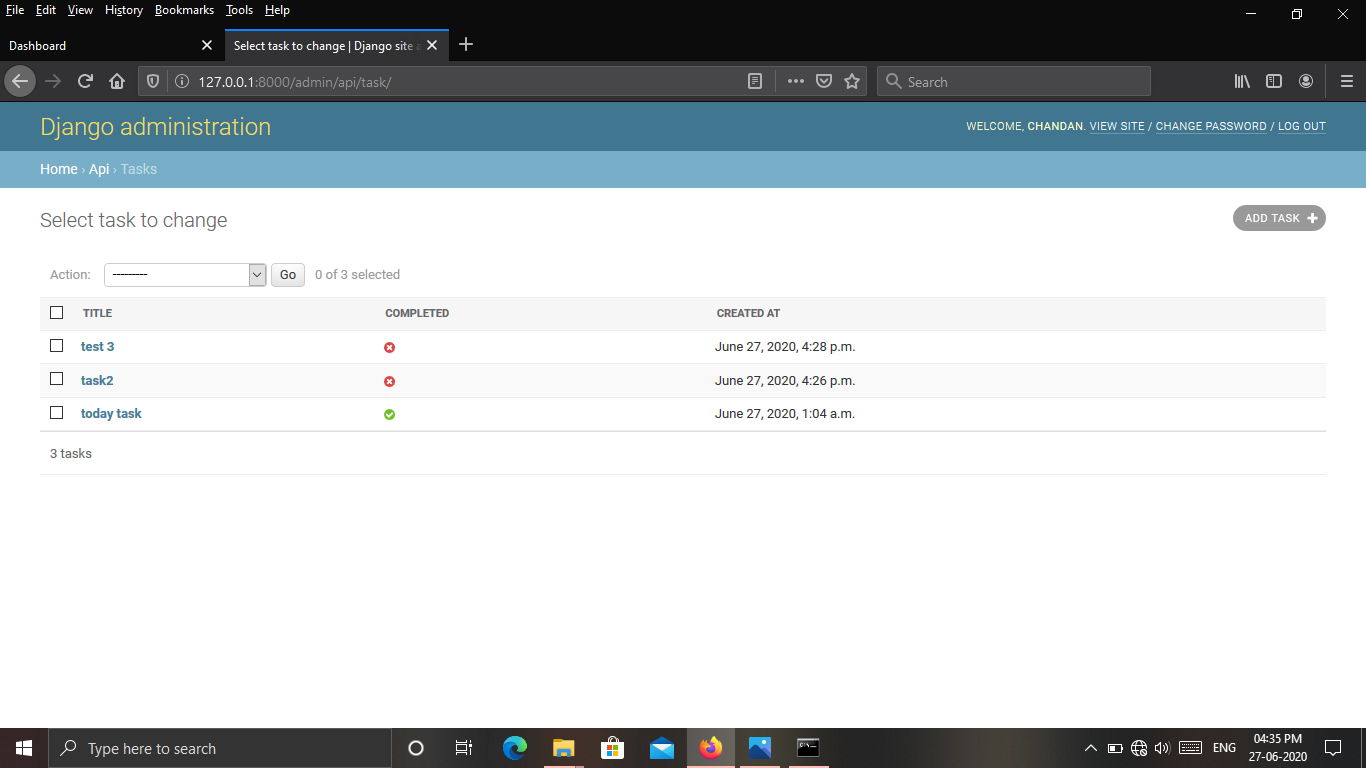 File Edit View History Bookmarks Tools Help
Dashboard
Select task to change | Django site a
127.0.0.1:8000/admin/api/task/
Search
Django administration
WELCOME, CHANDAN. VIEW SITE / CHANGE PASSWORD / LOG OUT
Home › Api › Tasks
Select task to change
ADD TASK +
Action: --------- Go 0 of 3 selected
TITLE COMPLETED CREATED AT
test 3 June 27, 2020, 4:28 p.m.
task2 June 27, 2020, 4:26 p.m.
today task June 27, 2020, 1:04 a.m.
3 tasks
Type here to search
ENG
04:35 PM
27-06-2020